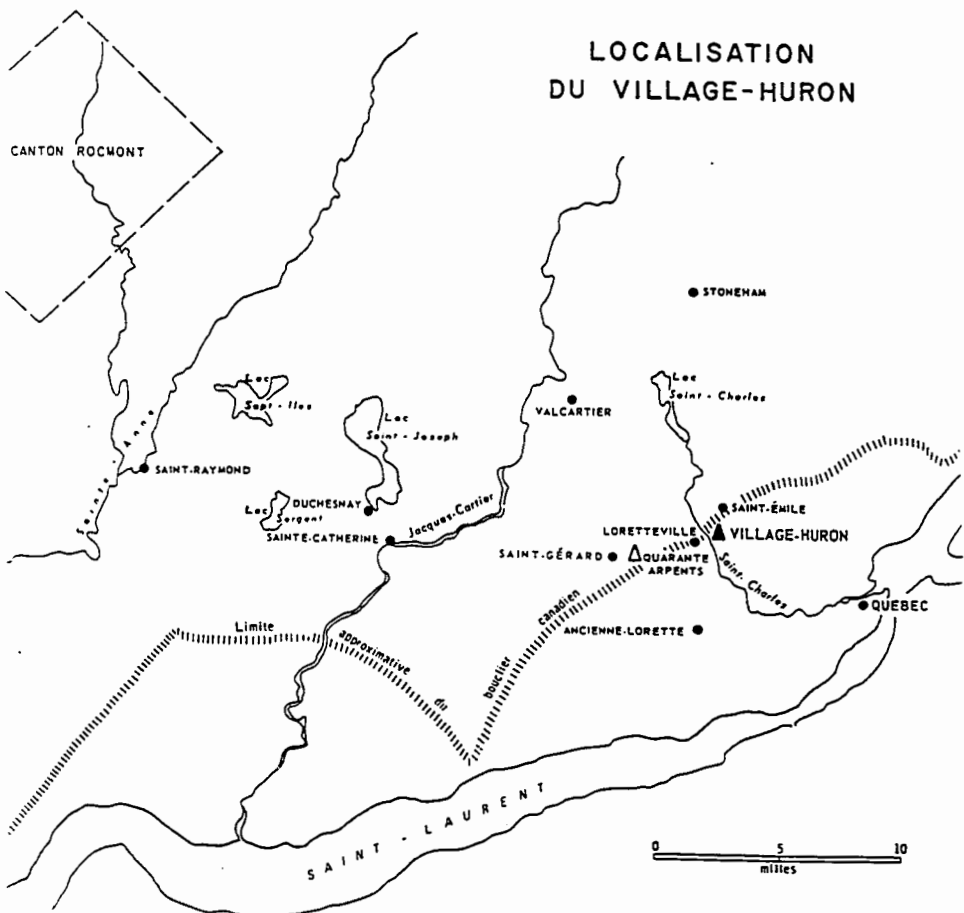 LOCALISATION
DU VILLAGE-HURON
CANTON ROCMONT
STONEHAM
Lac
Sept-Iles
Lac
Saint-Joseph
VALCARTIER
Lac
Saint-Charles
Sainte-Anne
SAINT-RAYMOND
DUCHESNAY
Lac
Sergent
SAINTE-CATHERINE
Jacques-Cartier
SAINT-ÉMILE
LORETTEVILLE
VILLAGE-HURON
SAINT-GÉRARD
QUARANTE
ARPENTS
Saint-Charles
QUÉBEC
ANCIENNE-LORETTE
Limite
approximative
du
bouclier
canadien
SAINT-LAURENT
0 5 10
milles